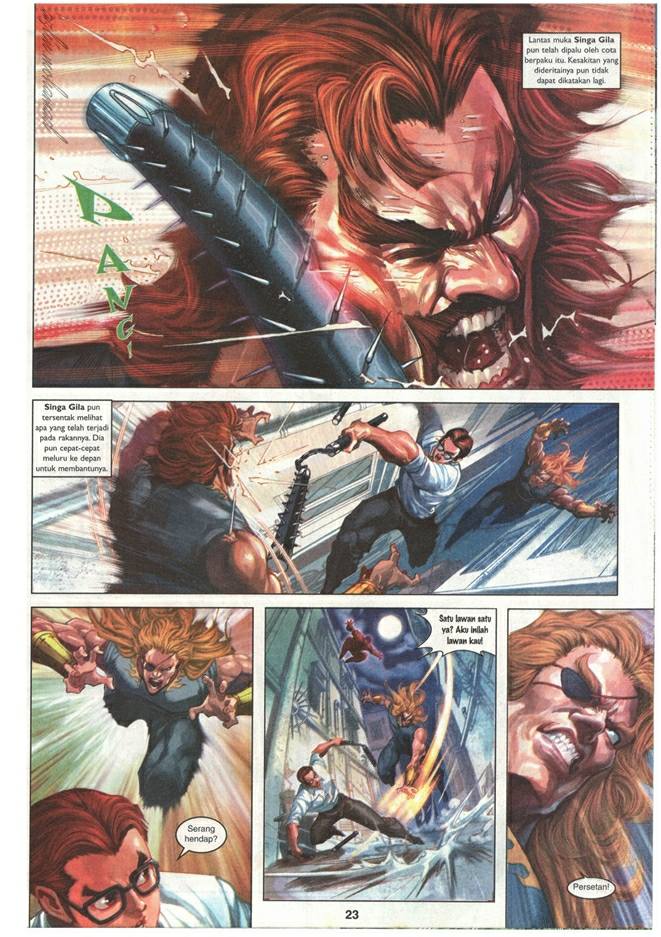 Lantas muka Singa Gila
pun telah dipalu oleh cota
berpaku itu. Kesakitan yang
dideritainya pun tidak
dapat dikatakan lagi.
PANG!
Singa Gila pun
tersentak melihat
apa yang telah terjadi
pada rakannya. Dia
pun cepat-cepat
meluru ke depan
untuk membantunya.
Serang
hendap?
Satu lawan satu
ya? Aku inilah
lawan kau!
Persetan!
23